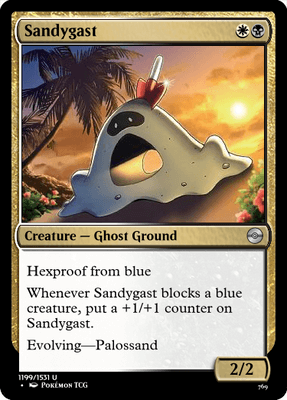 Sandygast
Creature — Ghost Ground
Hexproof from blue
Whenever Sandygast blocks a blue
creature, put a +1/+1 counter on
Sandygast.
Evolving—Palossand
2/2
1199/1531 U
• Pokémon TCG
769